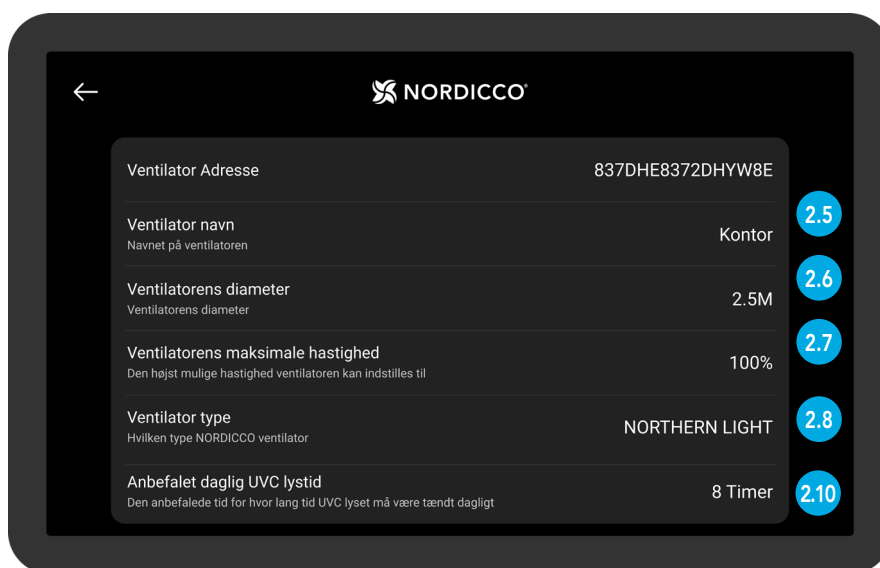 NORDICCO®
Ventilator Adresse 837DHE8372DHYW8E
Ventilator navn
Navnet på ventilatoren
Kontor
2.5
Ventilatorens diameter
Ventilatorens diameter
2.5M
2.6
Ventilatorens maksimale hastighed
Den højst mulige hastighed ventilatoren kan indstilles til
100%
2.7
Ventilator type
Hvilken type NORDICCO ventilator
NORTHERN LIGHT
2.8
Anbefalet daglig UVC lystid
Den anbefalede tid for hvor lang tid UVC lyset må være tændt dagligt
8 Timer
2.10